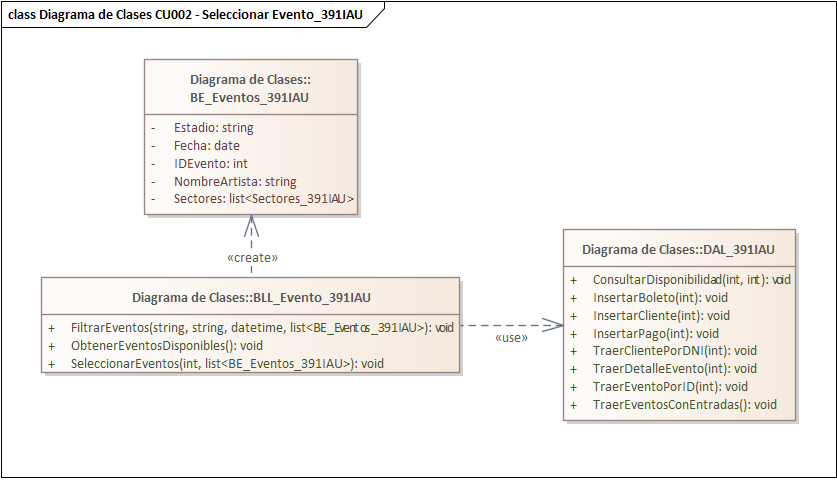 class Diagrama de Clases CU002 - Seleccionar Evento_391IAU
Diagrama de Clases::
BE_Eventos_391IAU
- Estadio: string
- Fecha: date
- IDEvento: int
- NombreArtista: string
- Sectores: list<Sectores_391IAU>
«create»
Diagrama de Clases::BLL_Evento_391IAU
+ FiltrarEventos(string, string, datetime, list<BE_Eventos_391IAU>): void
+ ObtenerEventosDisponibles(): void
+ SeleccionarEventos(int, list<BE_Eventos_391IAU>): void
«use»
Diagrama de Clases::DAL_391IAU
+ ConsultarDisponibilidad(int, int): void
+ InsertarBoleto(int): void
+ InsertarCliente(int): void
+ InsertarPago(int): void
+ TraerClientePorDNI(int): void
+ TraerDetalleEvento(int): void
+ TraerEventoPorID(int): void
+ TraerEventosConEntradas(): void